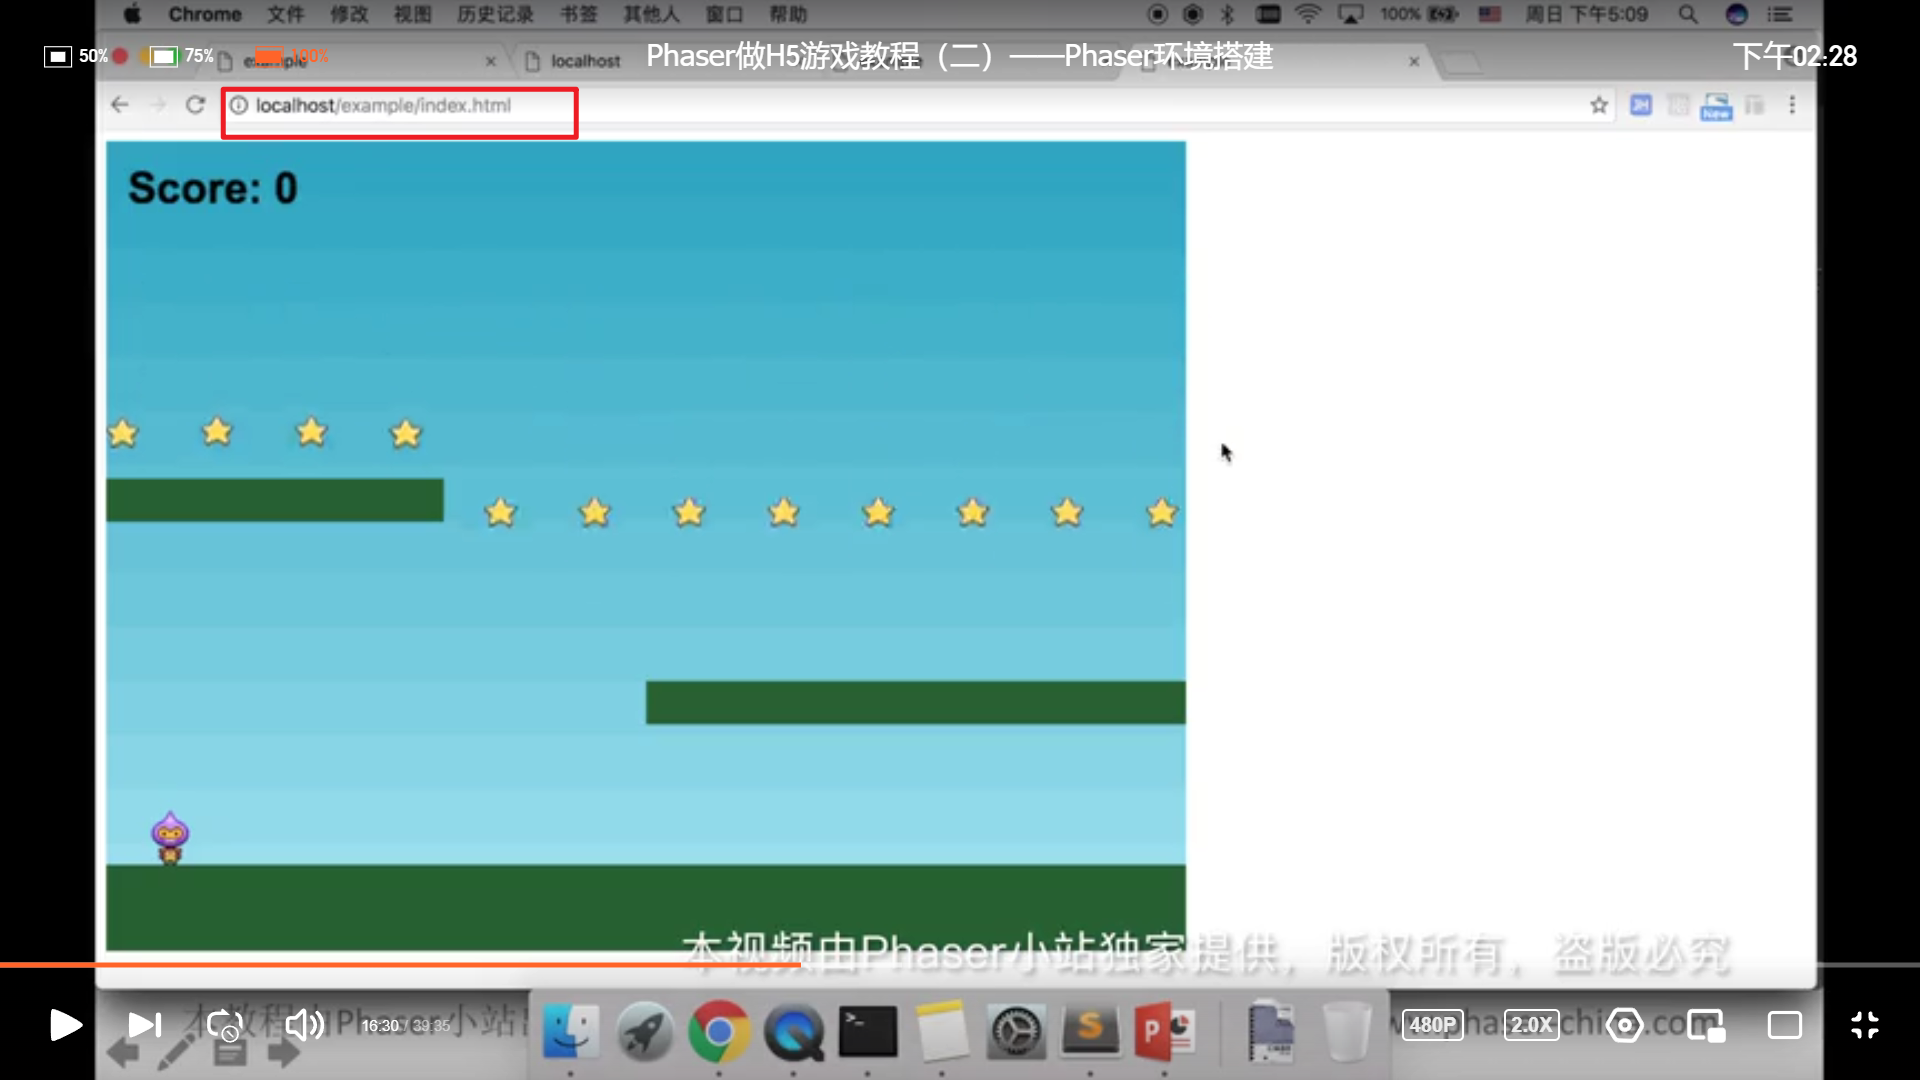 Chrome 文件 修改 视图 历史记录 书签 其他人 窗口 帮助 100% 周日 下午5:09
50% 75% 100% Phaser做H5游戏教程（二）——Phaser环境搭建 下午02:28
example localhost
localhost/example/index.html
New
Score: 0
本视频由Phaser小站独家提供，版权所有，盗版必究
16:30 / 39:35 480P 2.0X
本教程由Phaser小站